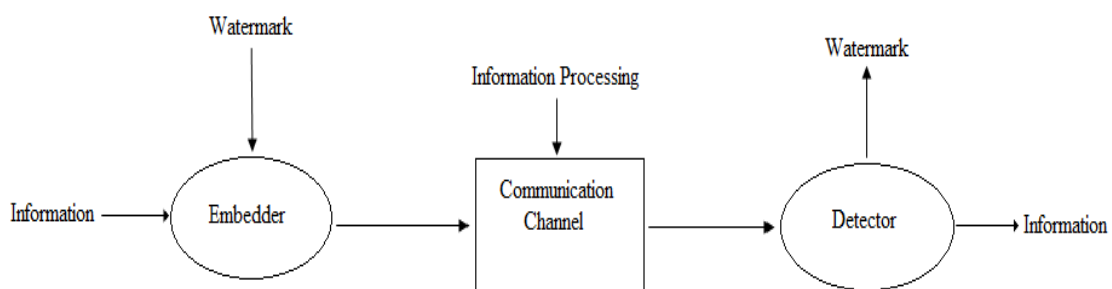 Watermark
Watermark
Information Processing
Communication
Channel
Information
Embedder
Detector
Information